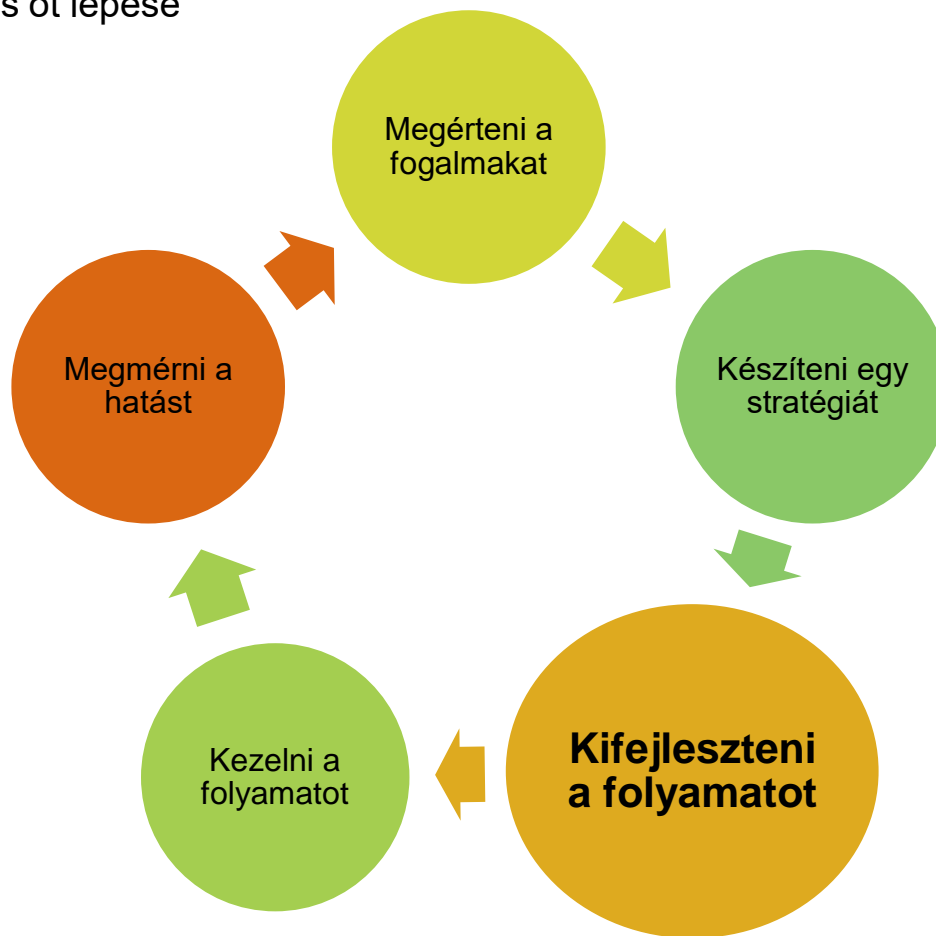 s öt lépése
Megérteni a
fogalmakat
Készíteni egy
stratégiát
Kifejleszteni
a folyamatot
Kezelni a
folyamatot
Megmérni a
hatást